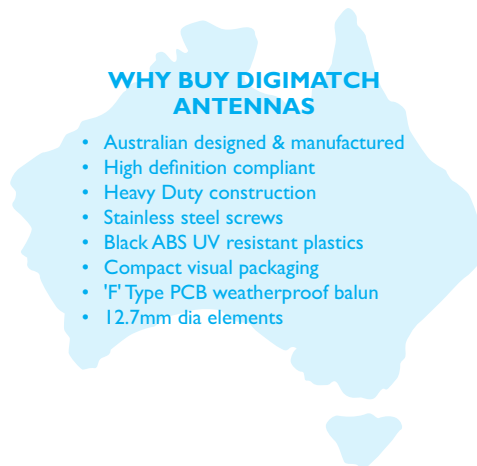 WHY BUY DIGIMATCH
ANTENNAS
• Australian designed & manufactured
• High definition compliant
• Heavy Duty construction
• Stainless steel screws
• Black ABS UV resistant plastics
• Compact visual packaging
• 'F' Type PCB weatherproof balun
• 12.7mm dia elements